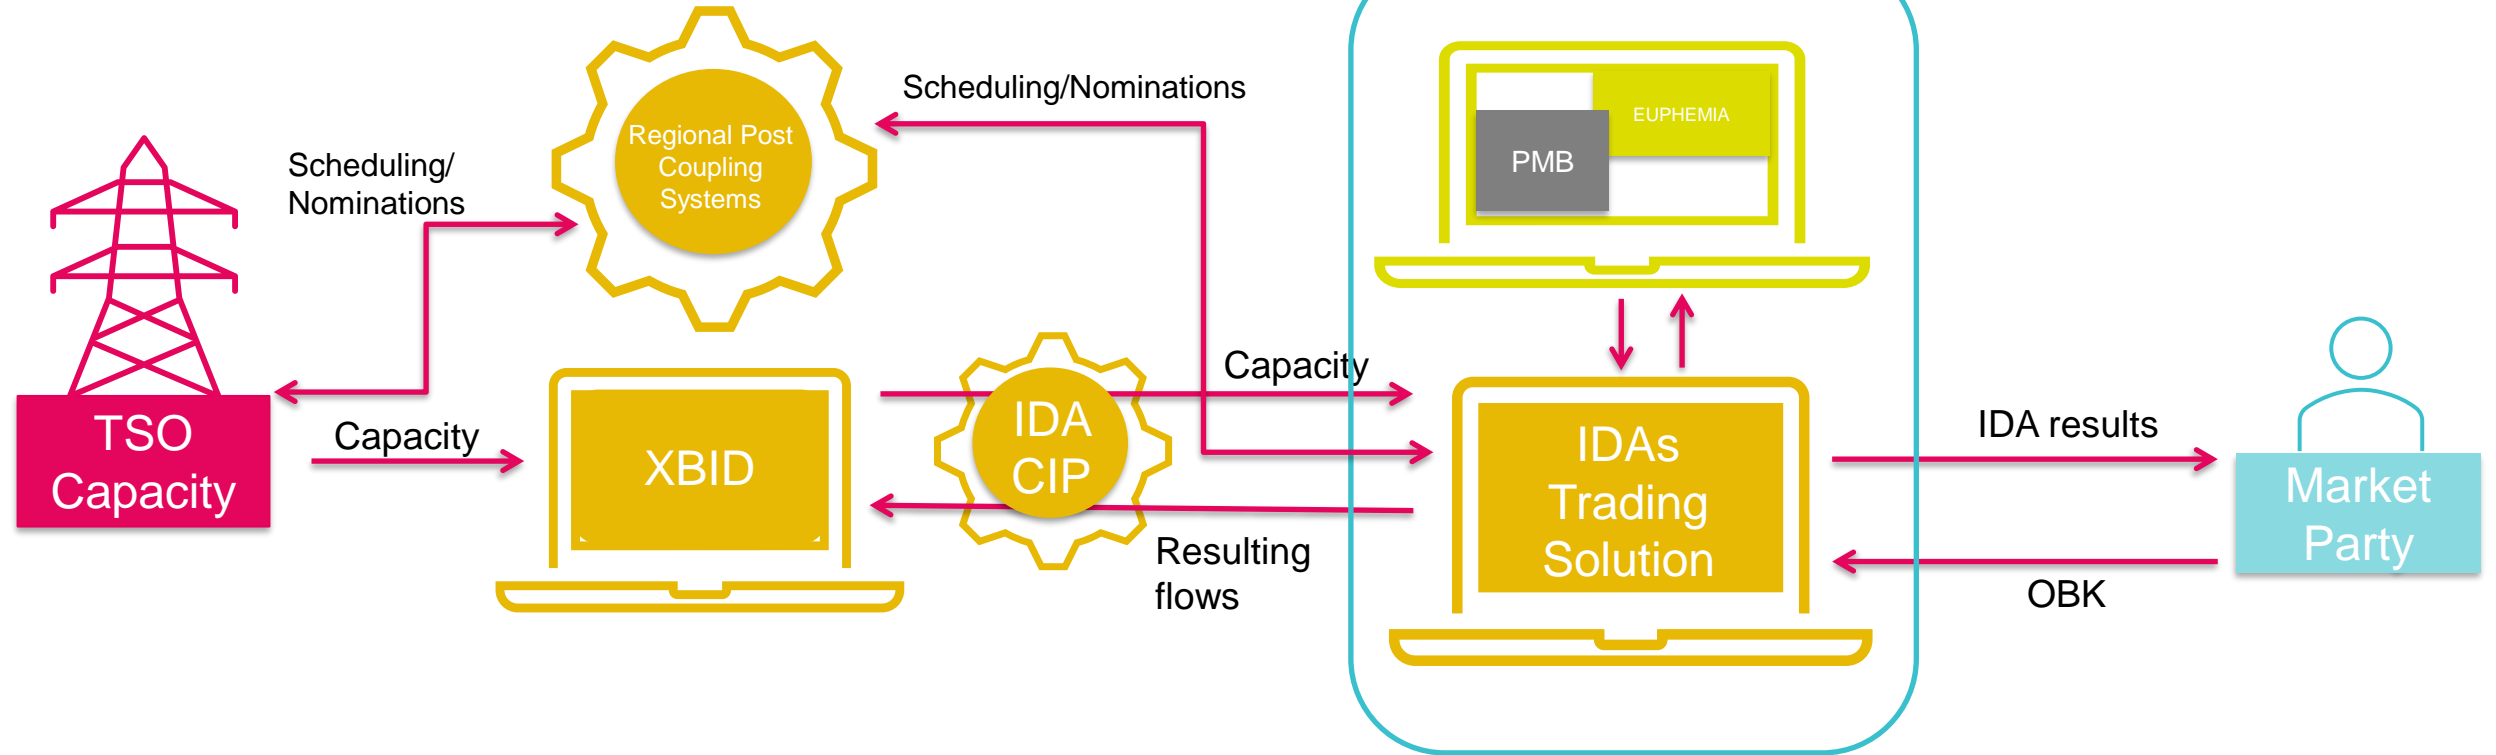 Scheduling/Nominations
EUPHEMIA
PMB
Regional Post
Coupling
Systems
Scheduling/
Nominations
Capacity
TSO
Capacity
Capacity
XBID
IDA
CIP
IDAs
Trading
Solution
Resulting
flows
IDA results
Market
Party
OBK